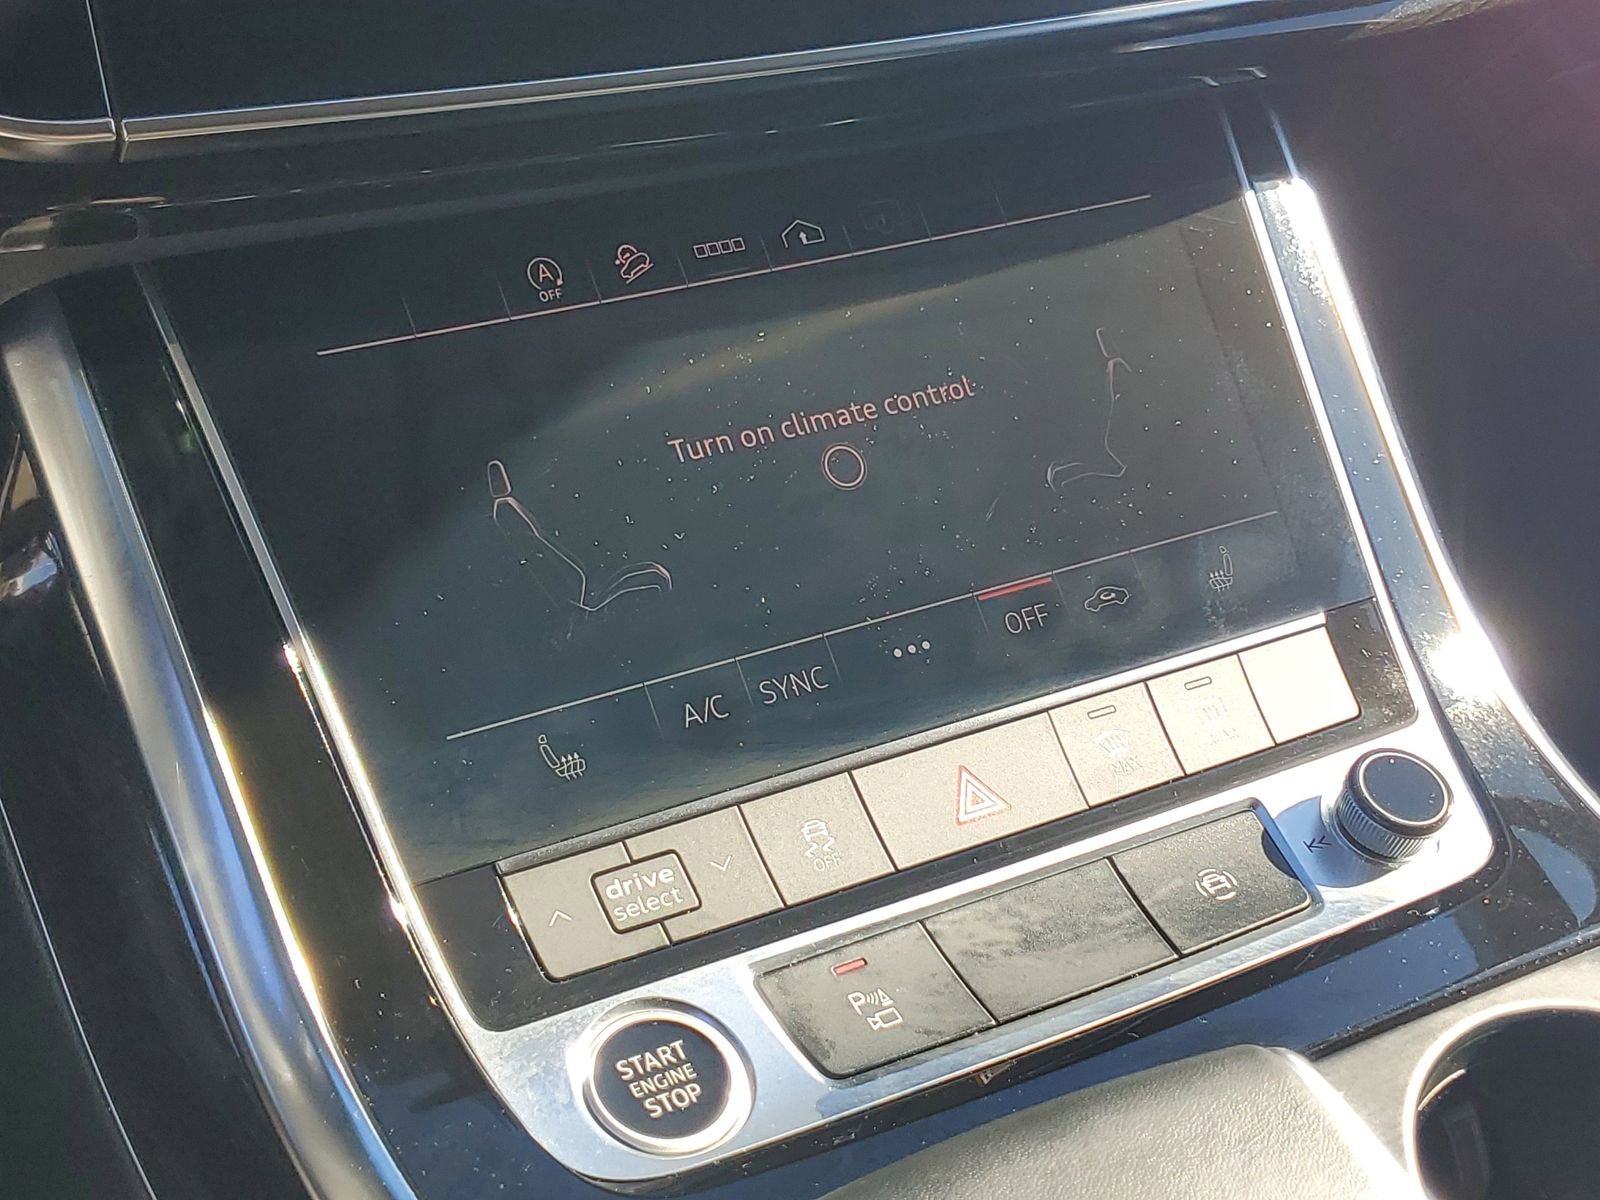 A
OFF
Turn on climate control
A/C
SYNC
•••
OFF
drive
select
OFF
MAX
P
START
ENGINE
STOP